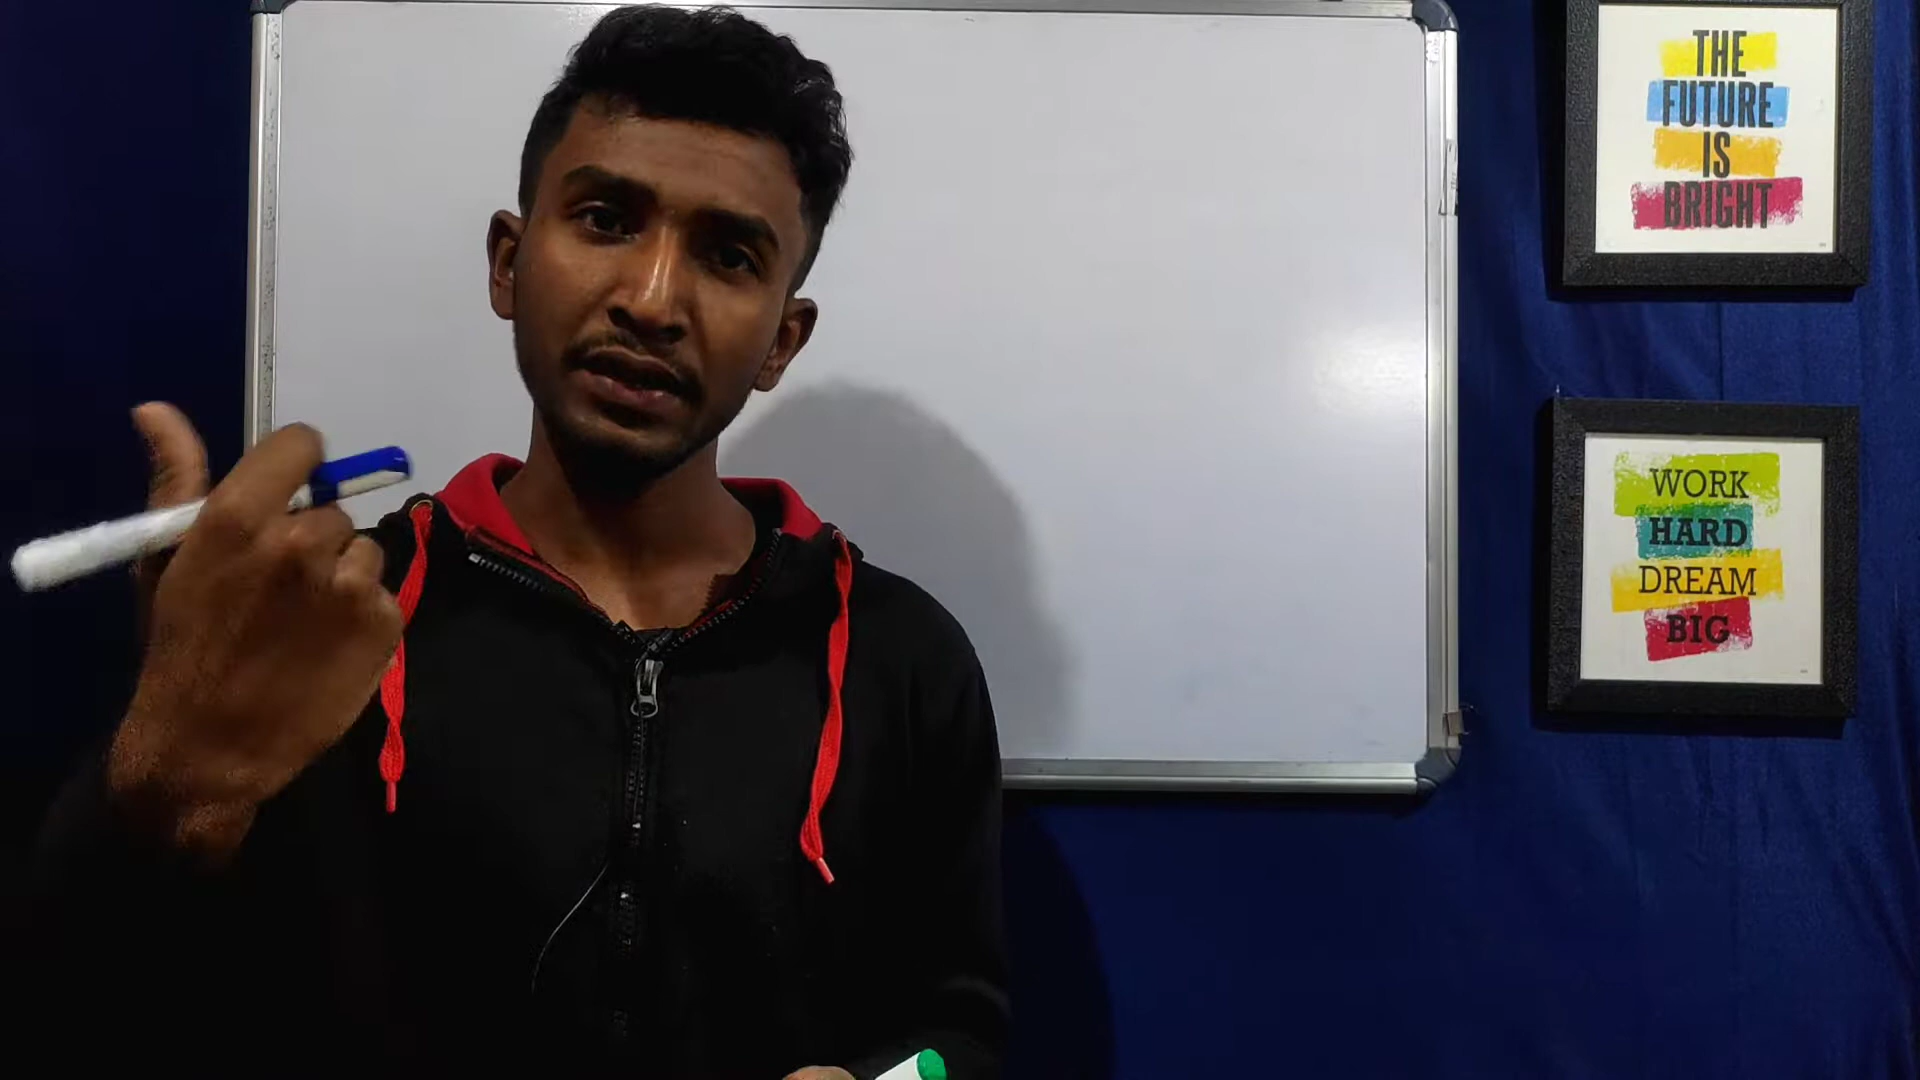 THE
FUTURE
IS
BRIGHT
WORK
HARD
DREAM
BIG